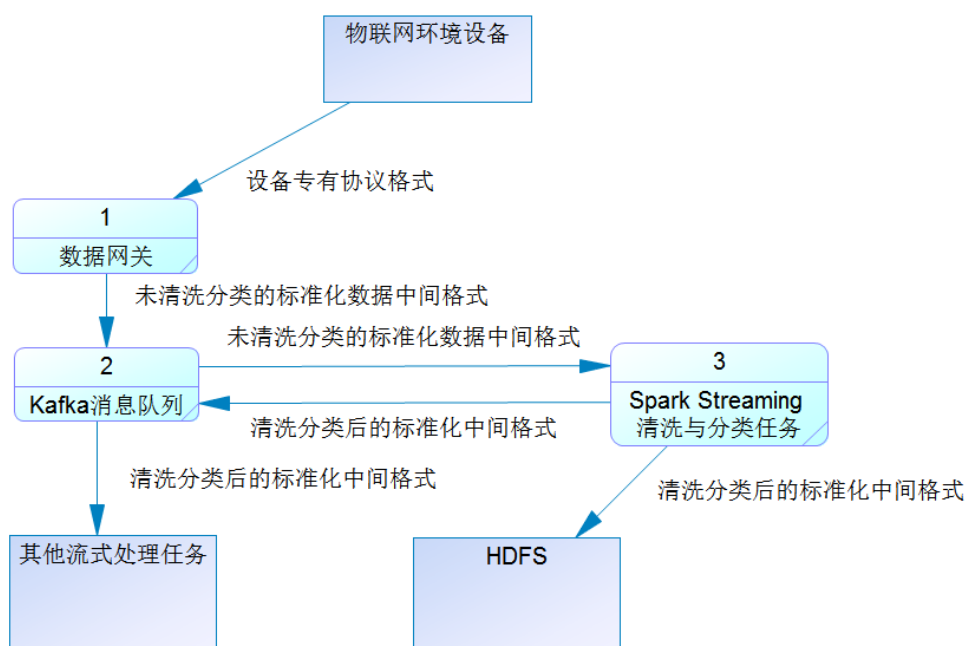 物联网环境设备
设备专有协议格式
1
数据网关
未清洗分类的标准化数据中间格式
未清洗分类的标准化数据中间格式
2
Kafka消息队列
3
Spark Streaming
清洗与分类任务
清洗分类后的标准化中间格式
清洗分类后的标准化中间格式
清洗分类后的标准化中间格式
其他流式处理任务
HDFS